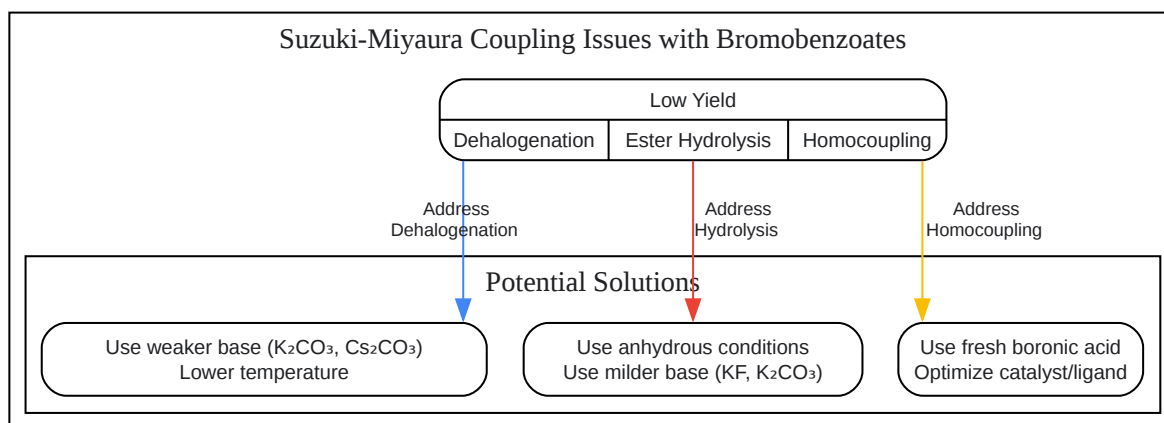 Suzuki-Miyaura Coupling Issues with Bromobenzoates
Low Yield
Dehalogenation
Ester Hydrolysis
Homocoupling
Address
Dehalogenation
Address
Hydrolysis
Address
Homocoupling
Potential Solutions
Use weaker base (K₂CO₃, Cs₂CO₃)
Lower temperature
Use anhydrous conditions
Use milder base (KF, K₂CO₃)
Use fresh boronic acid
Optimize catalyst/ligand